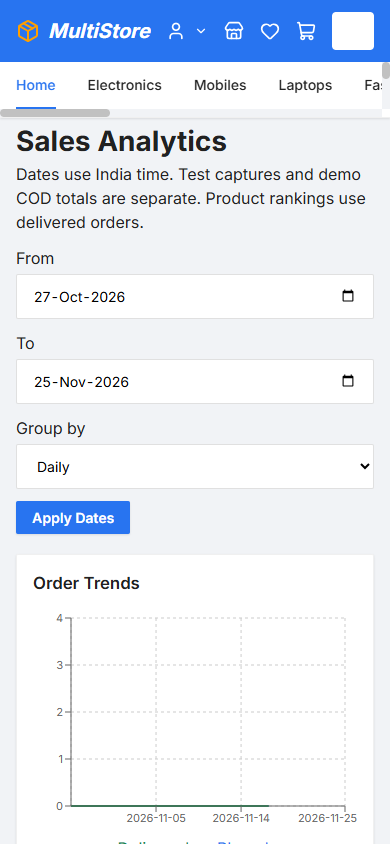 MultiStore
Home Electronics Mobiles Laptops
Sales Analytics
Dates use India time. Test captures and demo
COD totals are separate. Product rankings use
delivered orders.
From
27-Oct-2026
To
25-Nov-2026
Group by
Daily
Apply Dates
Order Trends
4
3
2
1
0
2026-11-05 2026-11-14 2026-11-25